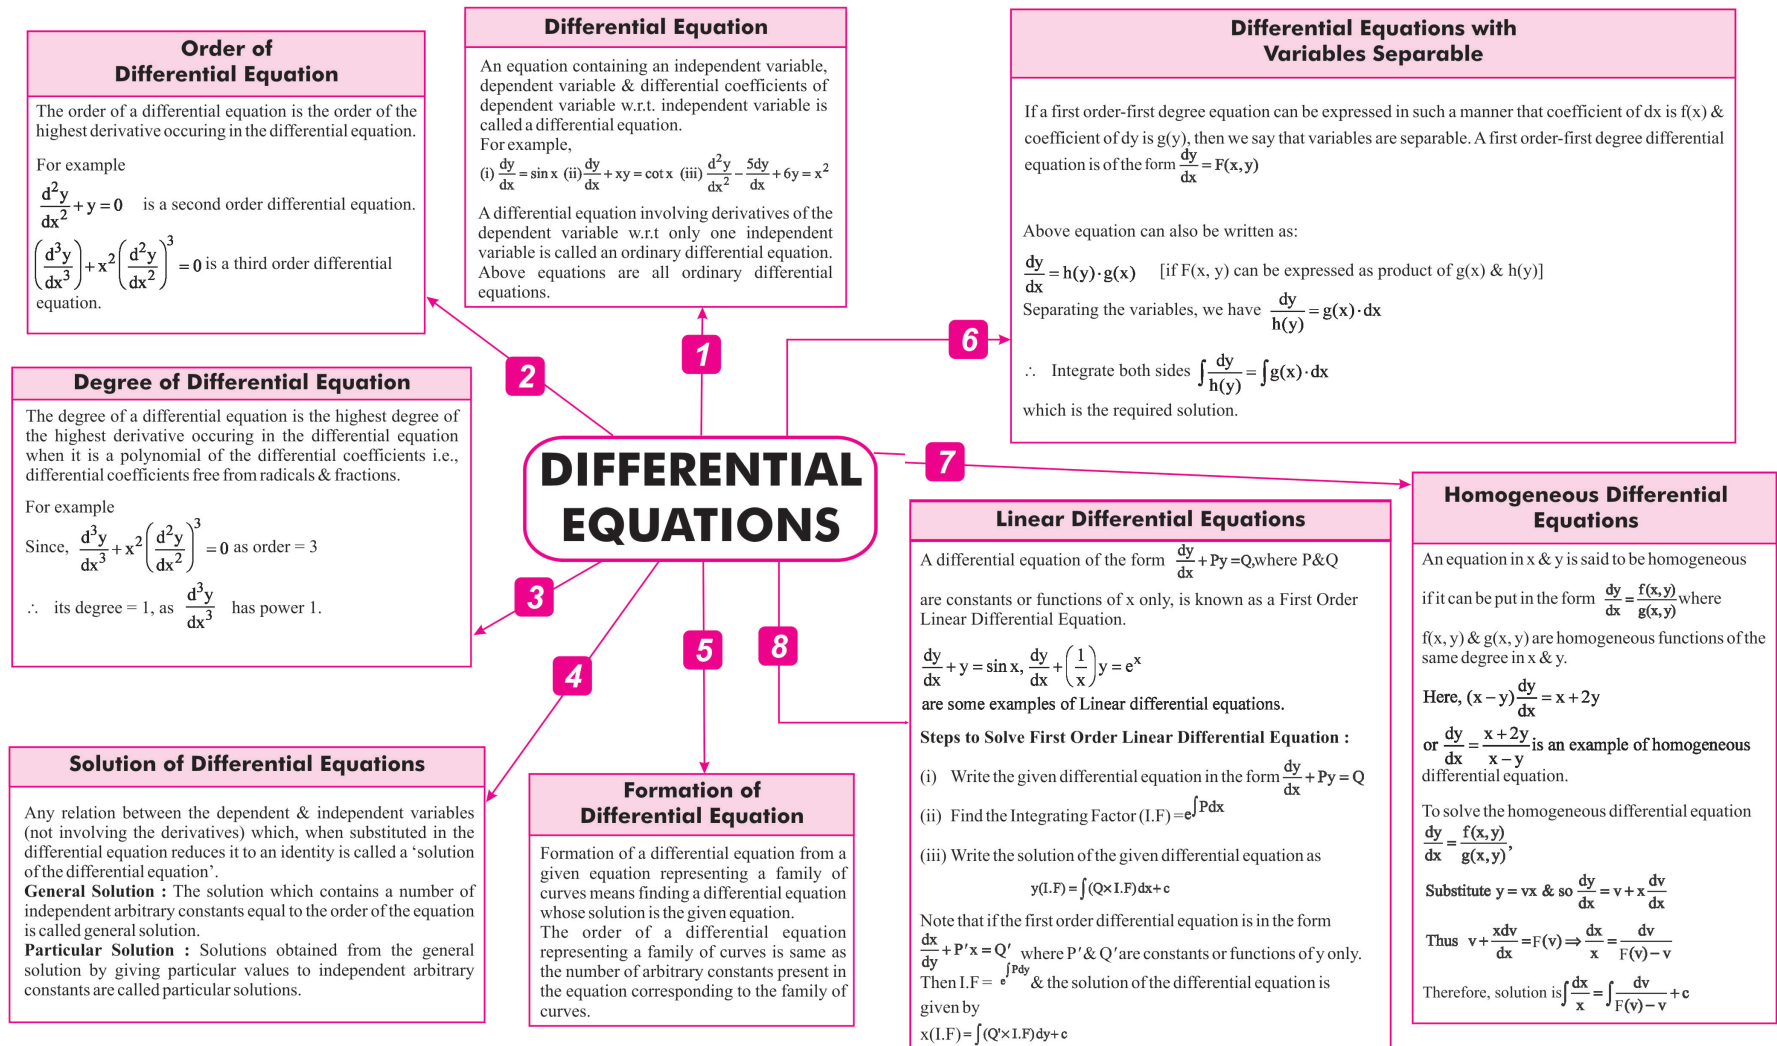 Differential Equation
An equation containing an independent variable,
dependent variable & differential coefficients of
dependent variable w.r.t. independent variable is
called a differential equation.
For example,
(i) dy/dx = sin x (ii) dy/dx + xy = cot x (iii) d²y/dx² − 5dy/dx + 6y = x²
A differential equation involving derivatives of the
dependent variable w.r.t only one independent
variable is called an ordinary differential equation.
Above equations are all ordinary differential
equations.
1
Order of
Differential Equation
The order of a differential equation is the order of the
highest derivative occuring in the differential equation.
For example
d²y/dx² + y = 0 is a second order differential equation.
(d³y/dx³) + x²(d²y/dx²)³ = 0 is a third order differential
equation.
2
Degree of Differential Equation
The degree of a differential equation is the highest degree of
the highest derivative occuring in the differential equation
when it is a polynomial of the differential coefficients i.e.,
differential coefficients free from radicals & fractions.
For example
Since, d³y/dx³ + x²(d²y/dx²)³ = 0 as order = 3
∴ its degree = 1, as d³y/dx³ has power 1.
3
DIFFERENTIAL
EQUATIONS
Solution of Differential Equations
Any relation between the dependent & independent variables
(not involving the derivatives) which, when substituted in the
differential equation reduces it to an identity is called a ‘solution
of the differential equation’.
General Solution : The solution which contains a number of
independent arbitrary constants equal to the order of the equation
is called general solution.
Particular Solution : Solutions obtained from the general
solution by giving particular values to independent arbitrary
constants are called particular solutions.
4
Formation of
Differential Equation
Formation of a differential equation from a
given equation representing a family of
curves means finding a differential equation
whose solution is the given equation.
The order of a differential equation
representing a family of curves is same as
the number of arbitrary constants present in
the equation corresponding to the family of
curves.
5
Differential Equations with
Variables Separable
If a first order-first degree equation can be expressed in such a manner that coefficient of dx is f(x) &
coefficient of dy is g(y), then we say that variables are separable. A first order-first degree differential
equation is of the form dy/dx = F(x, y)
Above equation can also be written as:
dy/dx = h(y)·g(x) [if F(x, y) can be expressed as product of g(x) & h(y)]
Separating the variables, we have dy/h(y) = g(x)·dx
∴ Integrate both sides ∫dy/h(y) = ∫g(x)·dx
which is the required solution.
6
Homogeneous Differential
Equations
An equation in x & y is said to be homogeneous
if it can be put in the form dy/dx = f(x,y)/g(x,y) where
f(x, y) & g(x, y) are homogeneous functions of the
same degree in x & y.
Here, (x − y) dy/dx = x + 2y
or dy/dx = (x + 2y)/(x − y) is an example of homogeneous
differential equation.
To solve the homogeneous differential equation
dy/dx = f(x,y)/g(x,y),
Substitute y = vx & so dy/dx = v + x dv/dx
Thus v + xdv/dx = F(v) ⇒ dx/x = dv/(F(v) − v)
Therefore, solution is ∫dx/x = ∫dv/(F(v) − v) + c
7
Linear Differential Equations
A differential equation of the form dy/dx + Py = Q, where P&Q
are constants or functions of x only, is known as a First Order
Linear Differential Equation.
dy/dx + y = sin x, dy/dx + (1/x)y = eˣ
are some examples of Linear differential equations.
Steps to Solve First Order Linear Differential Equation :
(i) Write the given differential equation in the form dy/dx + Py = Q
(ii) Find the Integrating Factor (I.F) = e^∫Pdx
(iii) Write the solution of the given differential equation as
y(I.F) = ∫(Q× I.F)dx+c
Note that if the first order differential equation is in the form
dx/dy + P′x = Q′ where P′ & Q′ are constants or functions of y only.
Then I.F = e^∫Pdy & the solution of the differential equation is
given by
x(I.F) = ∫(Q'×I.F)dy+c
8